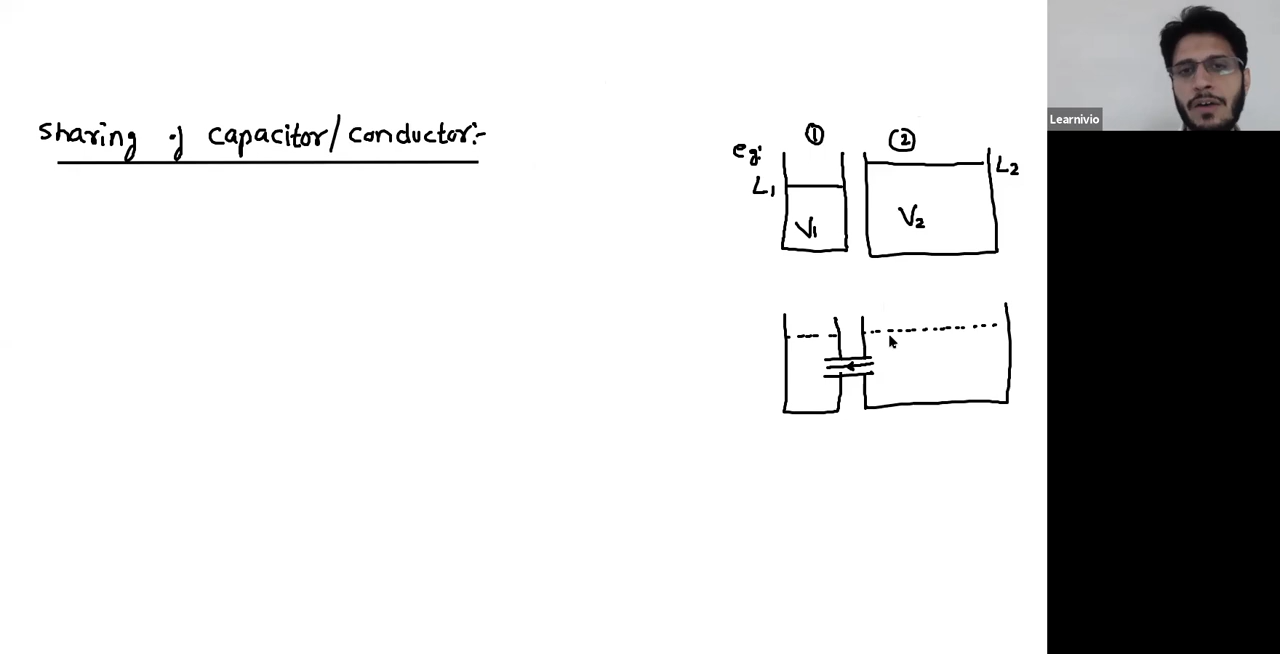 Sharing of capacitor/conductor:-
eg:
① ②
L₁ L₂
V₁ V₂
Learnivio